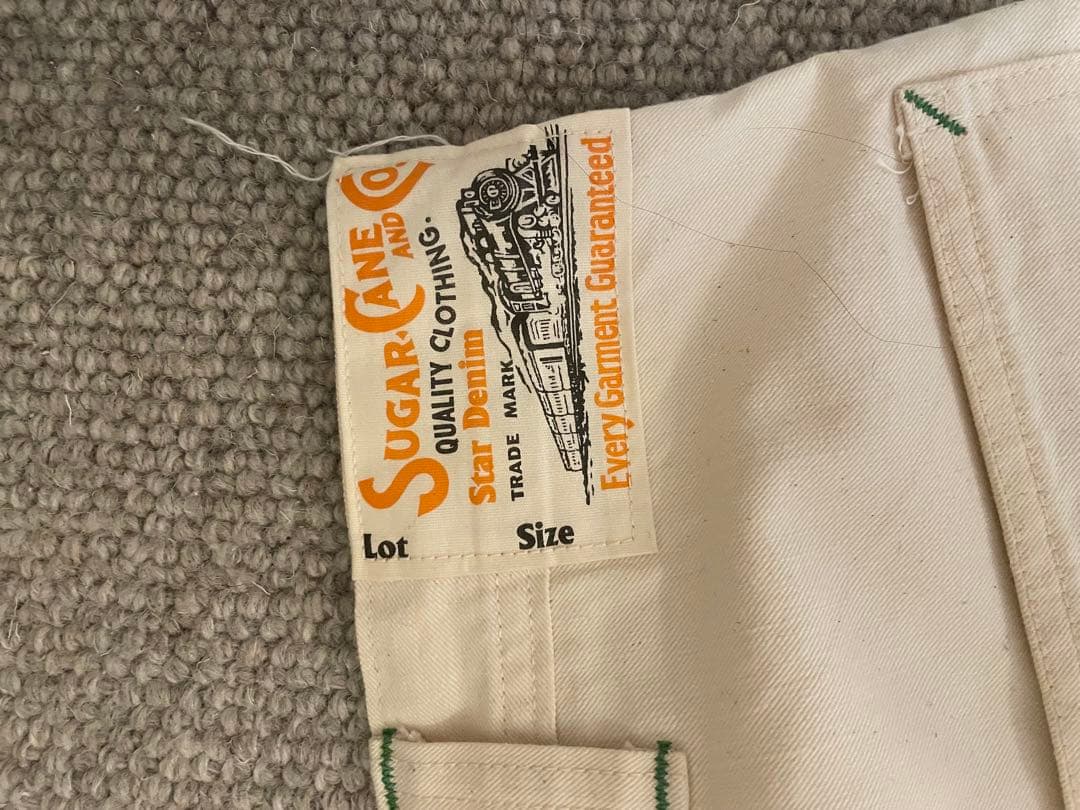 SUGAR CANE AND CO.
QUALITY CLOTHING.
Star Denim
TRADE MARK
Every Garment Guaranteed
Lot
Size